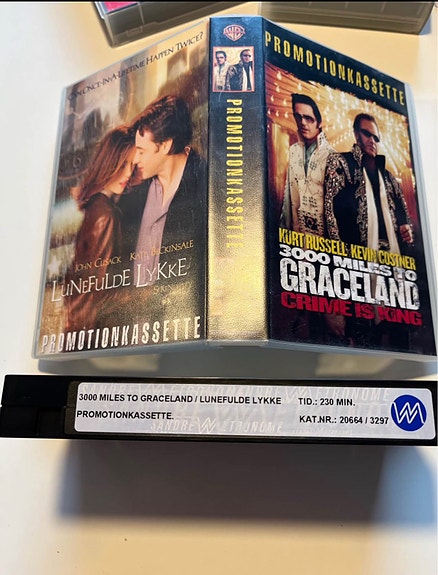 CAN ONCE-IN-A-LIFETIME HAPPEN TWICE?
JOHN CUSACK KATE BECKINSALE
LUNEFULDE LYKKE
SERENDIPITY
PROMOTIONKASSETTE
WB
PROMOTIONKASSETTE
PROMOTIONKASSETTE
KURT RUSSELL KEVIN COSTNER
3000 MILES TO
GRACELAND
CRIME IS KING
3000 MILES TO GRACELAND / LUNEFULDE LYKKE TID.: 230 MIN.
PROMOTIONKASSETTE. KAT.NR.: 20664 / 3297